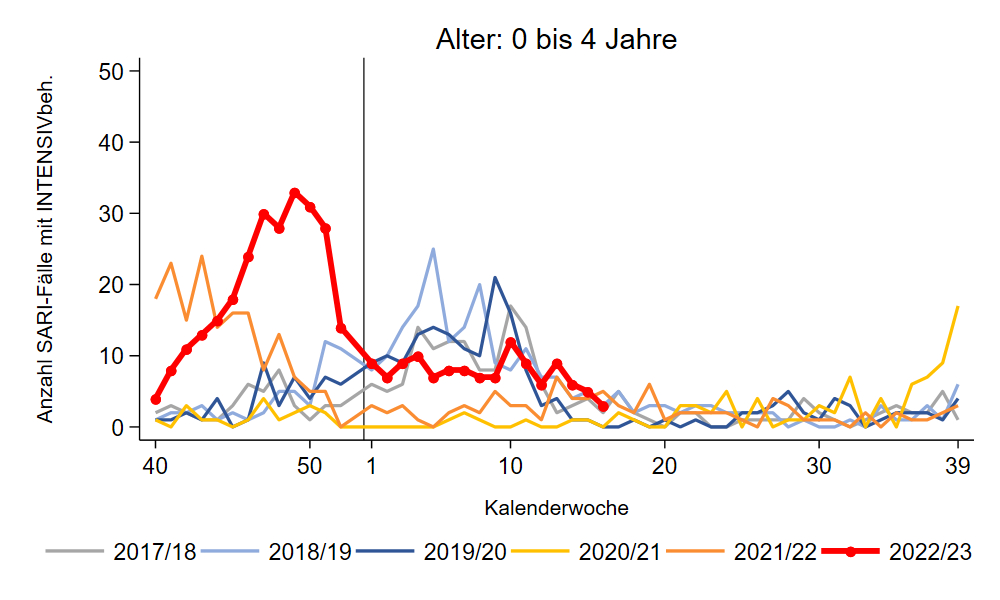 Alter: 0 bis 4 Jahre
Anzahl SARI-Fälle mit INTENSIVbeh.
50
40
30
20
10
0
40 50 1 10 20 30 39
Kalenderwoche
2017/18 2018/19 2019/20 2020/21 2021/22 2022/23